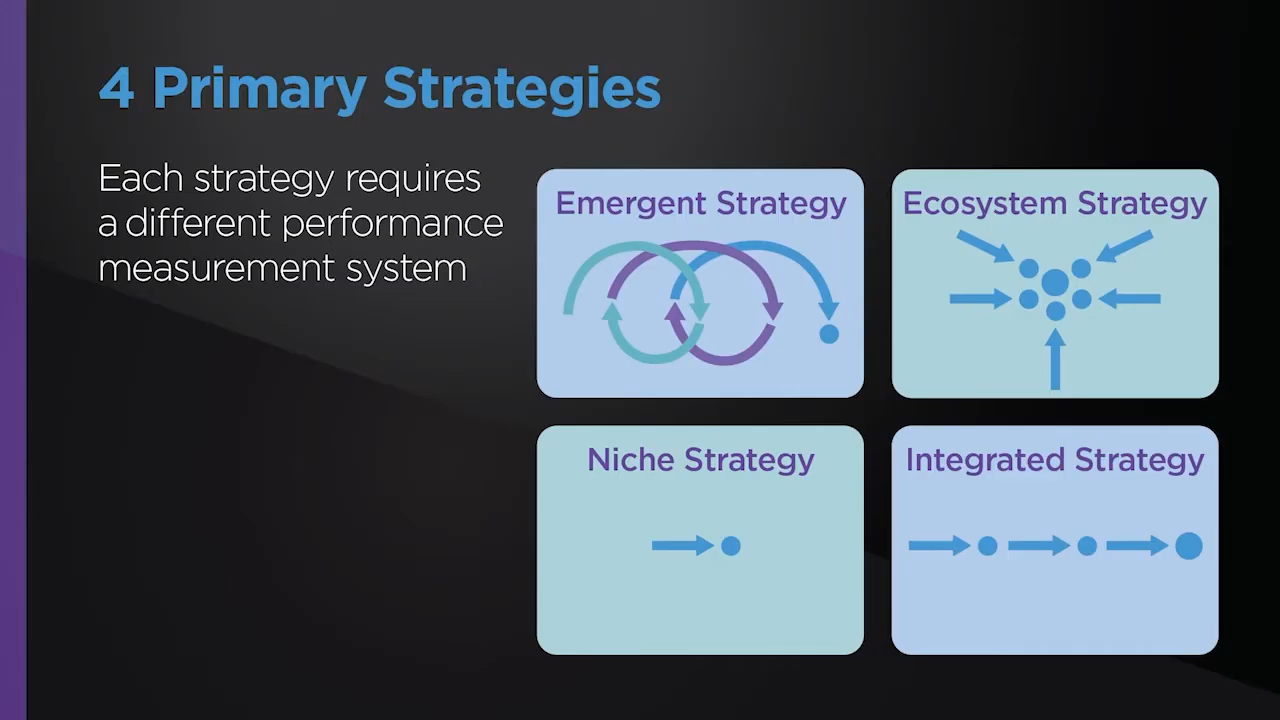 4 Primary Strategies
Each strategy requires
a different performance
measurement system
Emergent Strategy
Ecosystem Strategy
Niche Strategy
Integrated Strategy